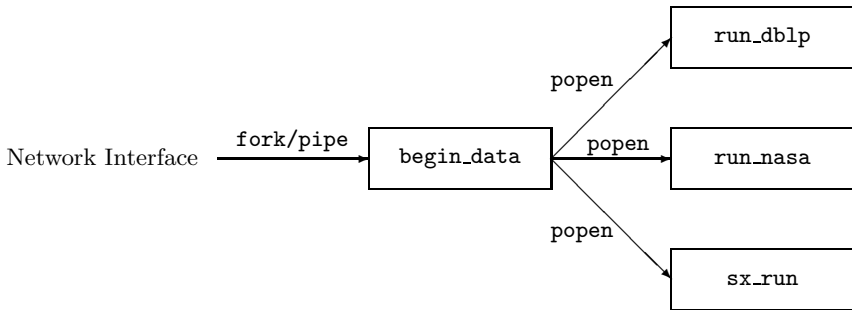 run_dblp
popen
fork/pipe
popen
Network Interface
begin_data
run_nasa
popen
sx_run